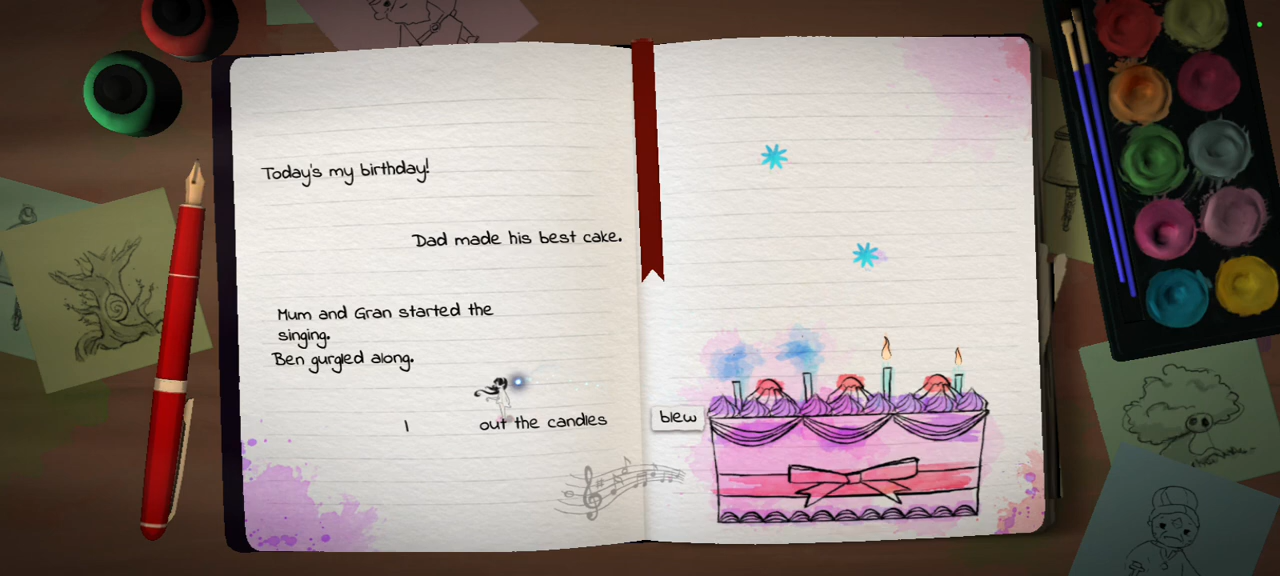 Today's my birthday!
Dad made his best cake.
Mum and Gran started the
singing.
Ben gurgled along.
I out the candles
blew